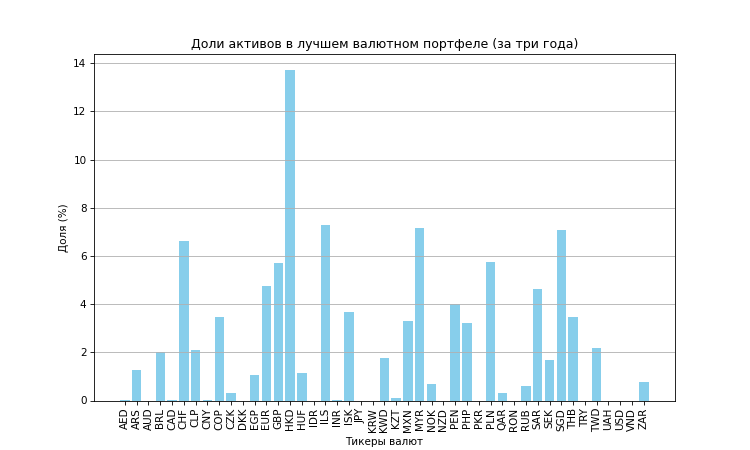 Доли активов в лучшем валютном портфеле (за три года)
Доля (%)
14
12
10
8
6
4
2
0
AED ARS AUD BRL CAD CHF CLP CNY COP CZK DKK EGP EUR GBP HKD HUF IDR ILS INR ISK JPY KRW KWD KZT MXN MYR NOK NZD PEN PHP PKR PLN QAR RON RUB SAR SEK SGD THB TRY TWD UAH USD VND ZAR
Тикеры валют